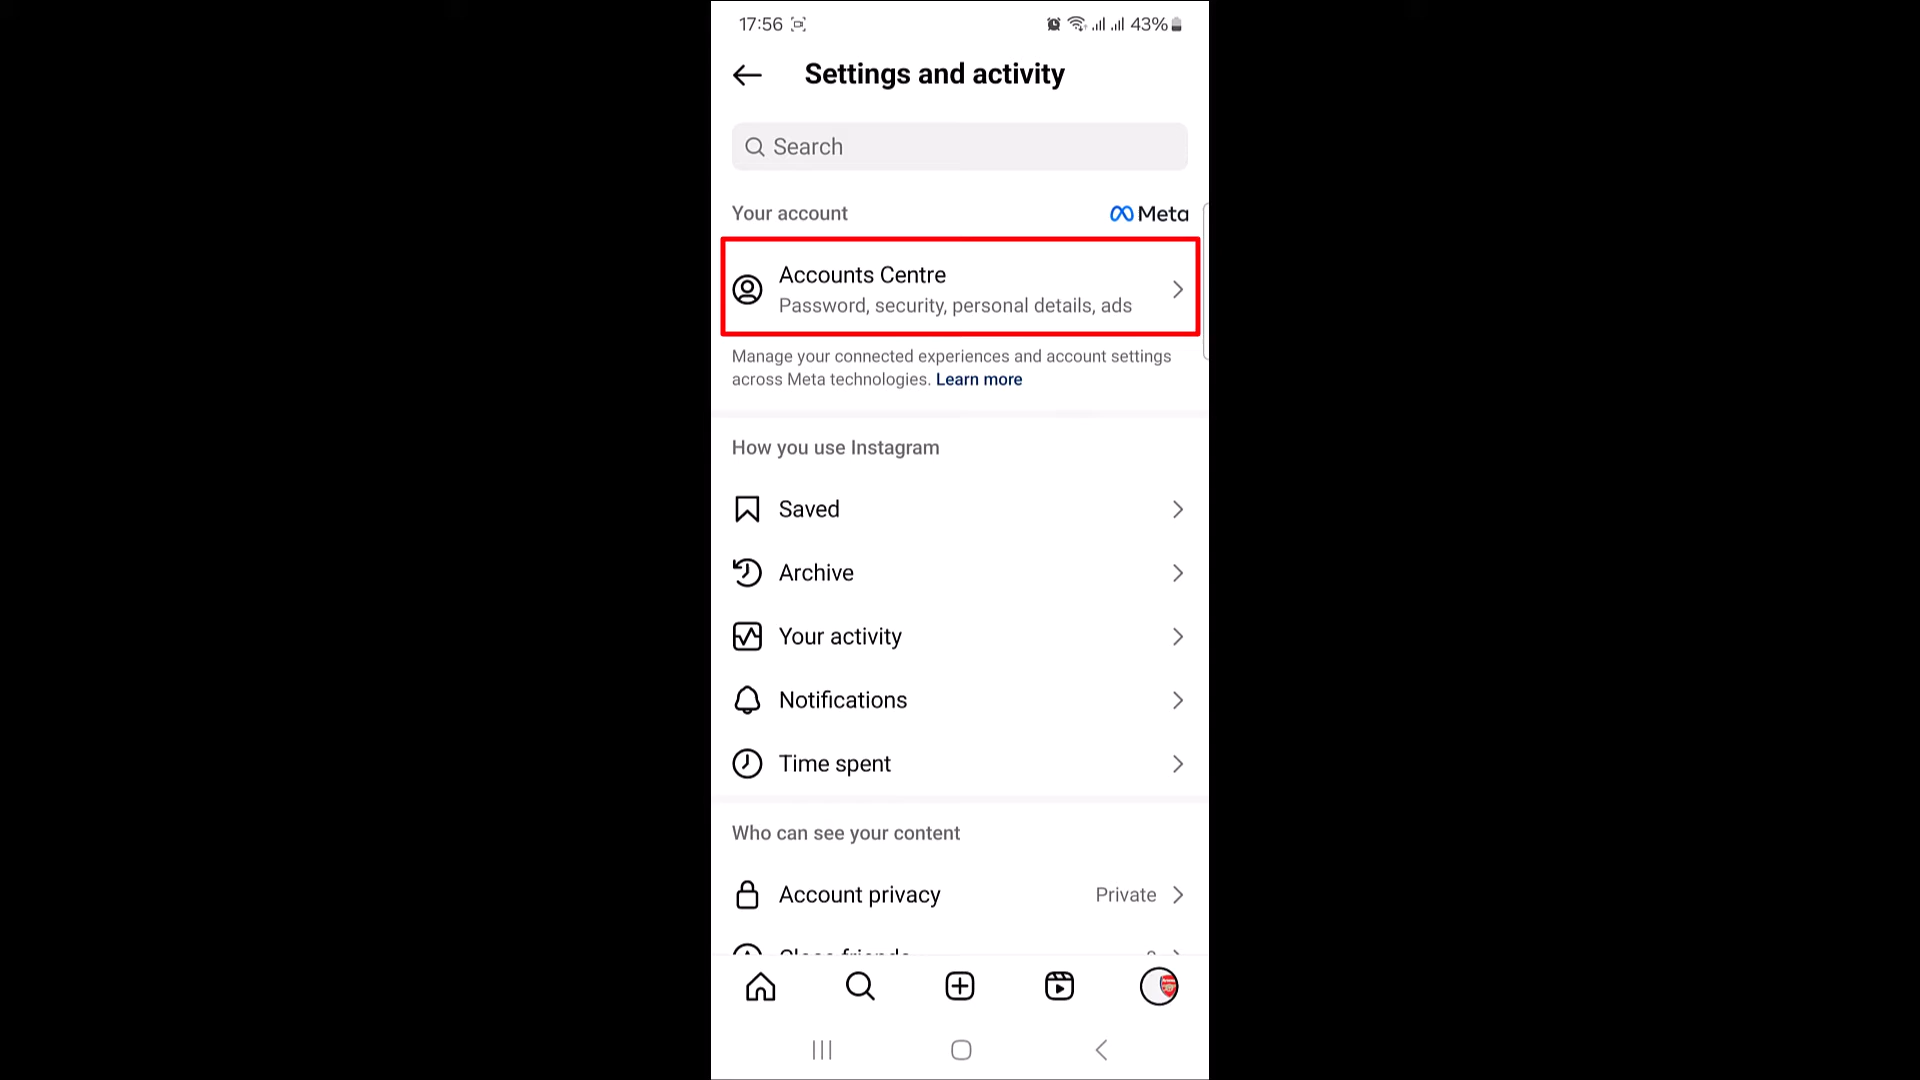 17:56
43%
Settings and activity
Search
Your account
Meta
Accounts Centre
Password, security, personal details, ads
Manage your connected experiences and account settings
across Meta technologies. Learn more
How you use Instagram
Saved
Archive
Your activity
Notifications
Time spent
Who can see your content
Account privacy
Private
Close friends